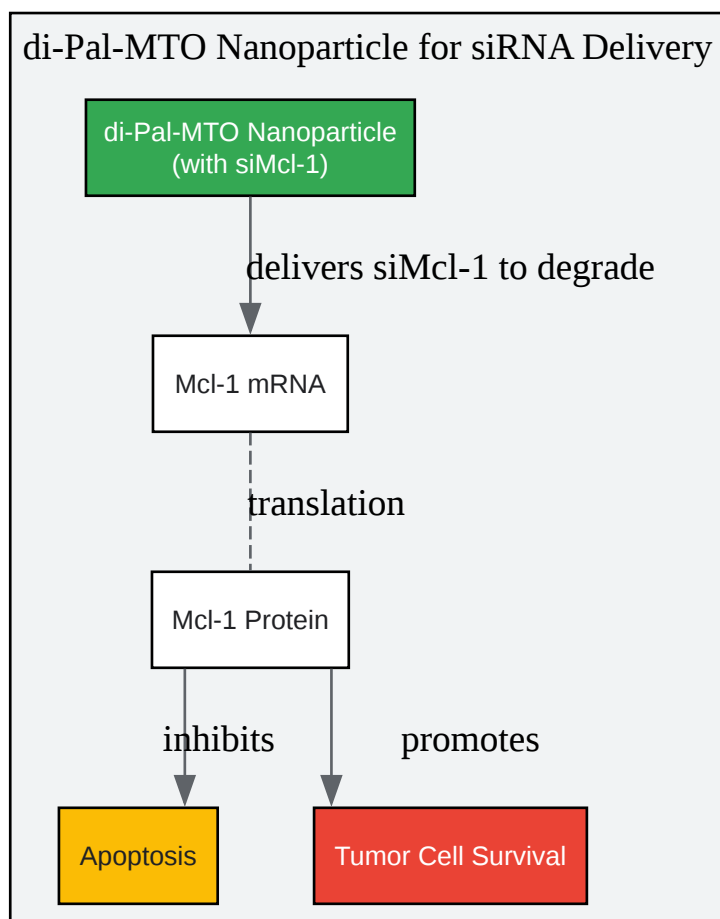 di-Pal-MTO Nanoparticle for siRNA Delivery
di-Pal-MTO Nanoparticle
(with siMcl-1)
delivers siMcl-1 to degrade
Mcl-1 mRNA
translation
Mcl-1 Protein
inhibits
promotes
Apoptosis
Tumor Cell Survival